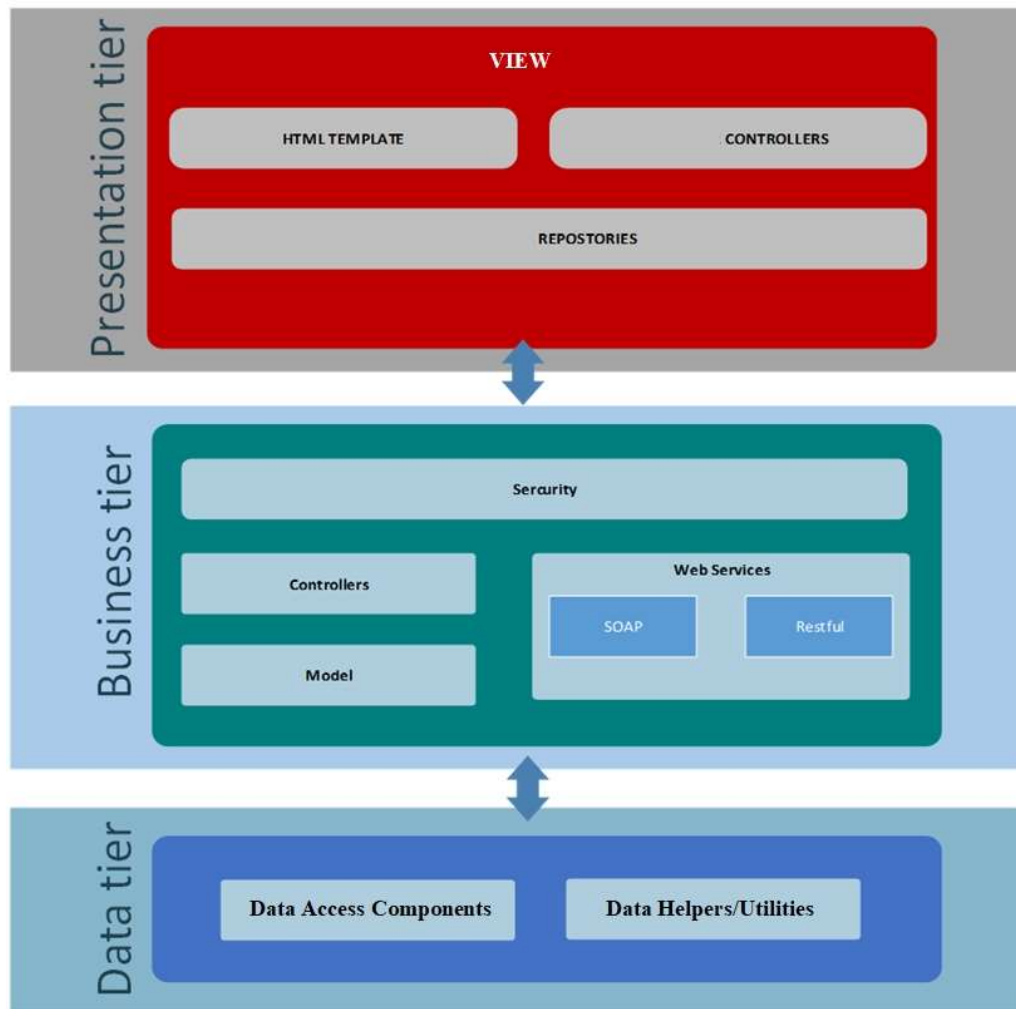 Presentation tier
VIEW
HTML TEMPLATE
CONTROLLERS
REPOSTORIES
Business tier
Sercurity
Controllers
Web Services
SOAP
Restful
Model
Data tier
Data Access Components
Data Helpers/Utilities